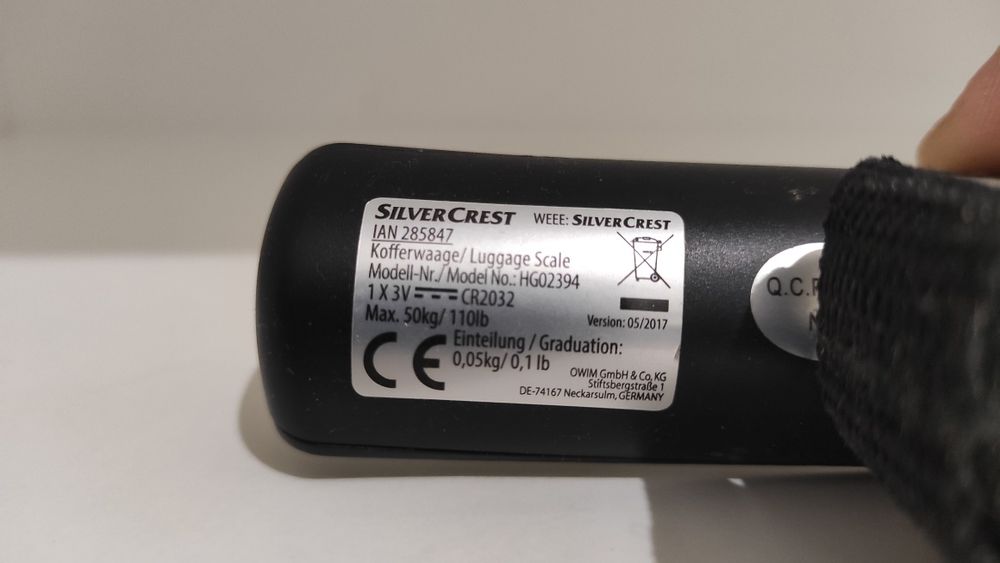 SILVERCREST WEEE: SILVERCREST
IAN 285847
Kofferwaage/ Luggage Scale
Modell-Nr./ Model No.: HG02394
1 X 3V CR2032
Max. 50kg/ 110lb
Version: 05/2017
CE
Einteilung / Graduation:
0,05kg/ 0,1 lb
OWIM GmbH & Co. KG
Stiftsbergstraße 1
DE-74167 Neckarsulm, GERMANY
Q.C.